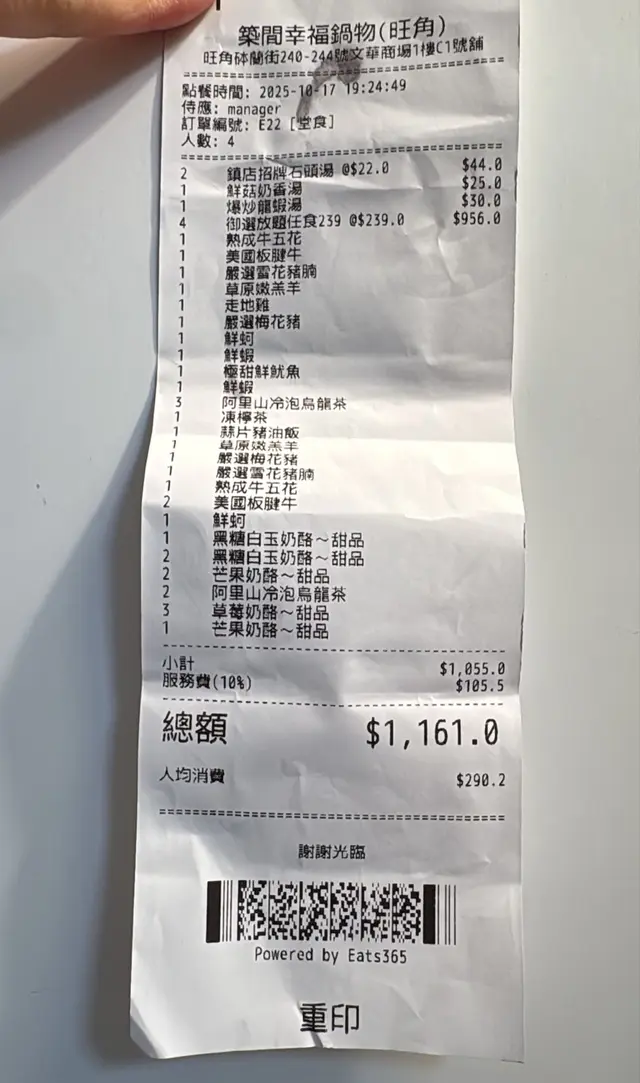 築間幸福鍋物(旺角)
旺角砵蘭街240-244號文華商場1樓C1號舖
點餐時間: 2025-10-17 19:24:49
侍應: manager
訂單編號: E22 [堂食]
人數: 4
2 鎮店招牌石頭湯 @$22.0 $44.0
1 鮮菇奶香湯 $25.0
1 爆炒龍蝦湯 $30.0
4 御選放題任食239 @$239.0 $956.0
1 熟成牛五花
1 美國板腱牛
1 嚴選雪花豬腩
1 草原嫩羔羊
1 走地雞
1 嚴選梅花豬
1 鮮蚵
1 鮮蝦
1 極甜鮮魷魚
1 鮮蝦
3 阿里山冷泡烏龍茶
1 凍檸茶
1 蒜片豬油飯
1 草原嫩羔羊
1 嚴選梅花豬
1 嚴選雪花豬腩
1 熟成牛五花
2 美國板腱牛
1 鮮蚵
1 黑糖白玉奶酪~甜品
2 黑糖白玉奶酪~甜品
2 芒果奶酪~甜品
2 阿里山冷泡烏龍茶
3 草莓奶酪~甜品
1 芒果奶酪~甜品
小計 $1,055.0
服務費(10%) $105.5
總額 $1,161.0
人均消費 $290.2
謝謝光臨
Powered by Eats365
重印